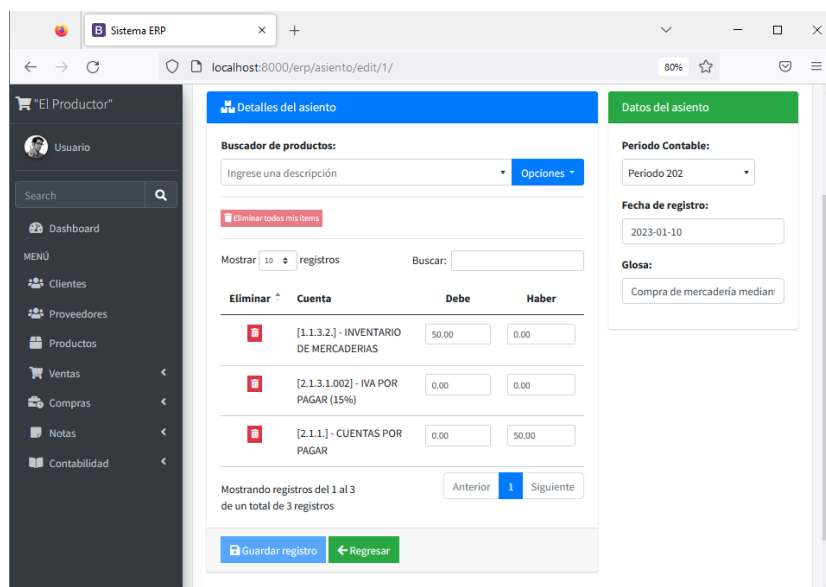 Sistema ERP
localhost:8000/erp/asiento/edit/1/
80%
"El Productor"
Usuario
Search
Dashboard
MENÚ
Clientes
Proveedores
Productos
Ventas
Compras
Notas
Contabilidad
Detalles del asiento
Buscador de productos:
Ingrese una descripción
Opciones
Eliminar todos mis items
Mostrar 10 registros
Buscar:
Eliminar Cuenta Debe Haber
[1.1.3.2.] - INVENTARIO 50.00 0.00
DE MERCADERIAS
[2.1.3.1.002] - IVA POR 0.00 0.00
PAGAR (15%)
[2.1.1.] - CUENTAS POR 0.00 50.00
PAGAR
Mostrando registros del 1 al 3
de un total de 3 registros
Anterior 1 Siguiente
Guardar registro Regresar
Datos del asiento
Periodo Contable:
Periodo 202
Fecha de registro:
2023-01-10
Glosa:
Compra de mercadería mediant